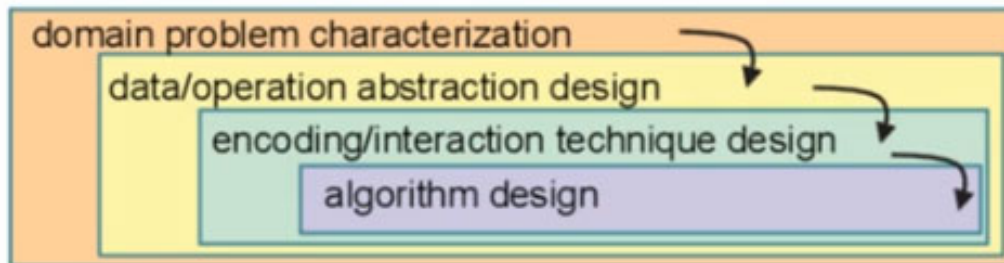 domain problem characterization
data/operation abstraction design
encoding/interaction technique design
algorithm design